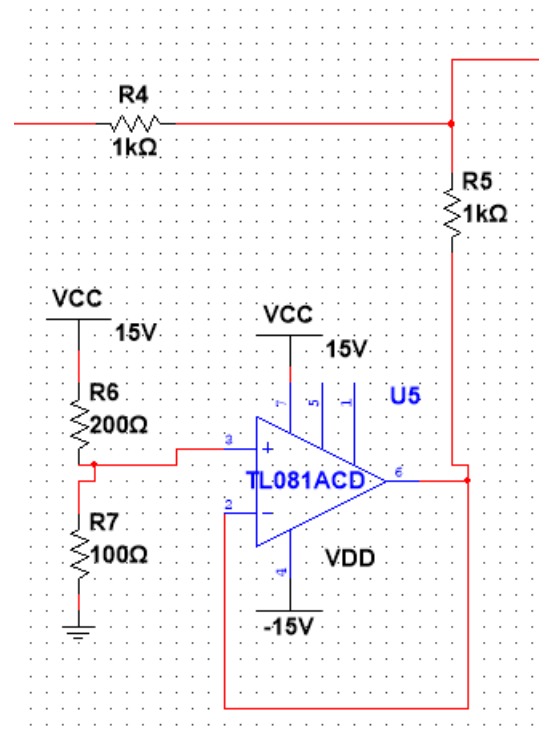 R4
1kΩ
R5
1kΩ
VCC
15V
VCC
15V
R6
200Ω
7
5
1
U5
3
+
TL081ACD
6
2
−
R7
100Ω
4
VDD
-15V